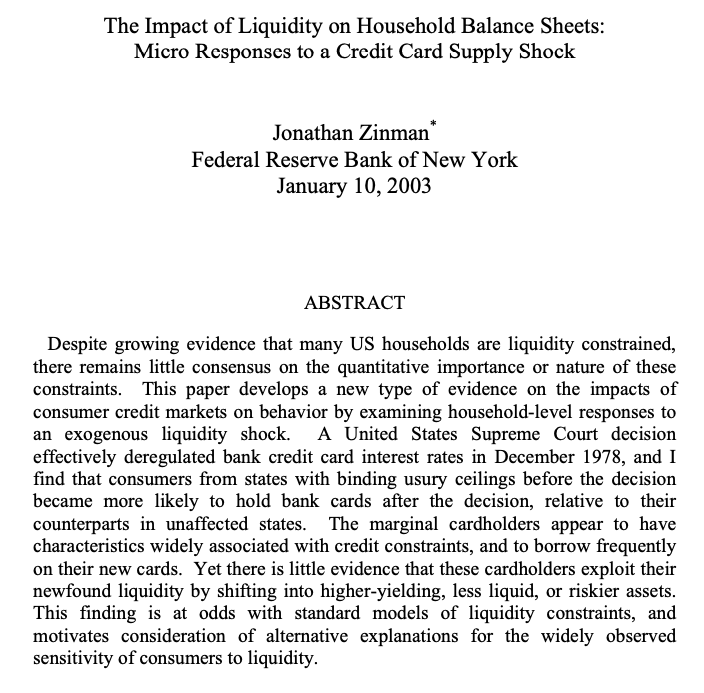 The Impact of Liquidity on Household Balance Sheets:
Micro Responses to a Credit Card Supply Shock
Jonathan Zinman*
Federal Reserve Bank of New York
January 10, 2003
ABSTRACT
Despite growing evidence that many US households are liquidity constrained,
there remains little consensus on the quantitative importance or nature of these
constraints. This paper develops a new type of evidence on the impacts of
consumer credit markets on behavior by examining household-level responses to
an exogenous liquidity shock. A United States Supreme Court decision
effectively deregulated bank credit card interest rates in December 1978, and I
find that consumers from states with binding usury ceilings before the decision
became more likely to hold bank cards after the decision, relative to their
counterparts in unaffected states. The marginal cardholders appear to have
characteristics widely associated with credit constraints, and to borrow frequently
on their new cards. Yet there is little evidence that these cardholders exploit their
newfound liquidity by shifting into higher-yielding, less liquid, or riskier assets.
This finding is at odds with standard models of liquidity constraints, and
motivates consideration of alternative explanations for the widely observed
sensitivity of consumers to liquidity.